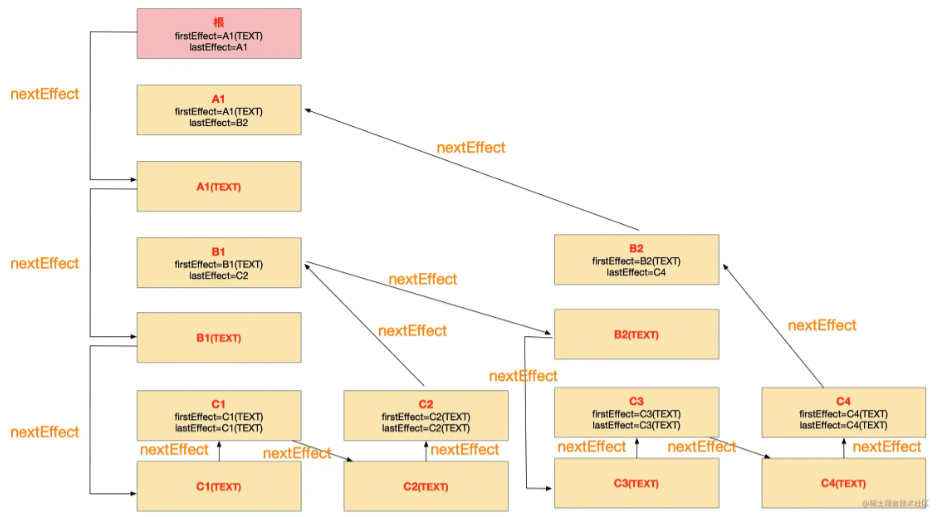 根
firstEffect=A1(TEXT)
lastEffect=A1
nextEffect
A1
firstEffect=A1(TEXT)
lastEffect=B2
nextEffect
A1(TEXT)
nextEffect
B1
firstEffect=B1(TEXT)
lastEffect=C2
B2
firstEffect=B2(TEXT)
lastEffect=C4
nextEffect
nextEffect
nextEffect
B1(TEXT)
B2(TEXT)
nextEffect
C1
firstEffect=C1(TEXT)
lastEffect=C1(TEXT)
C2
firstEffect=C2(TEXT)
lastEffect=C2(TEXT)
C3
firstEffect=C3(TEXT)
lastEffect=C3(TEXT)
C4
firstEffect=C4(TEXT)
lastEffect=C4(TEXT)
nextEffect
nextEffect
nextEffect
nextEffect
nextEffect
nextEffect
nextEffect
C1(TEXT)
C2(TEXT)
C3(TEXT)
C4(TEXT)
@稀土掘金技术社区